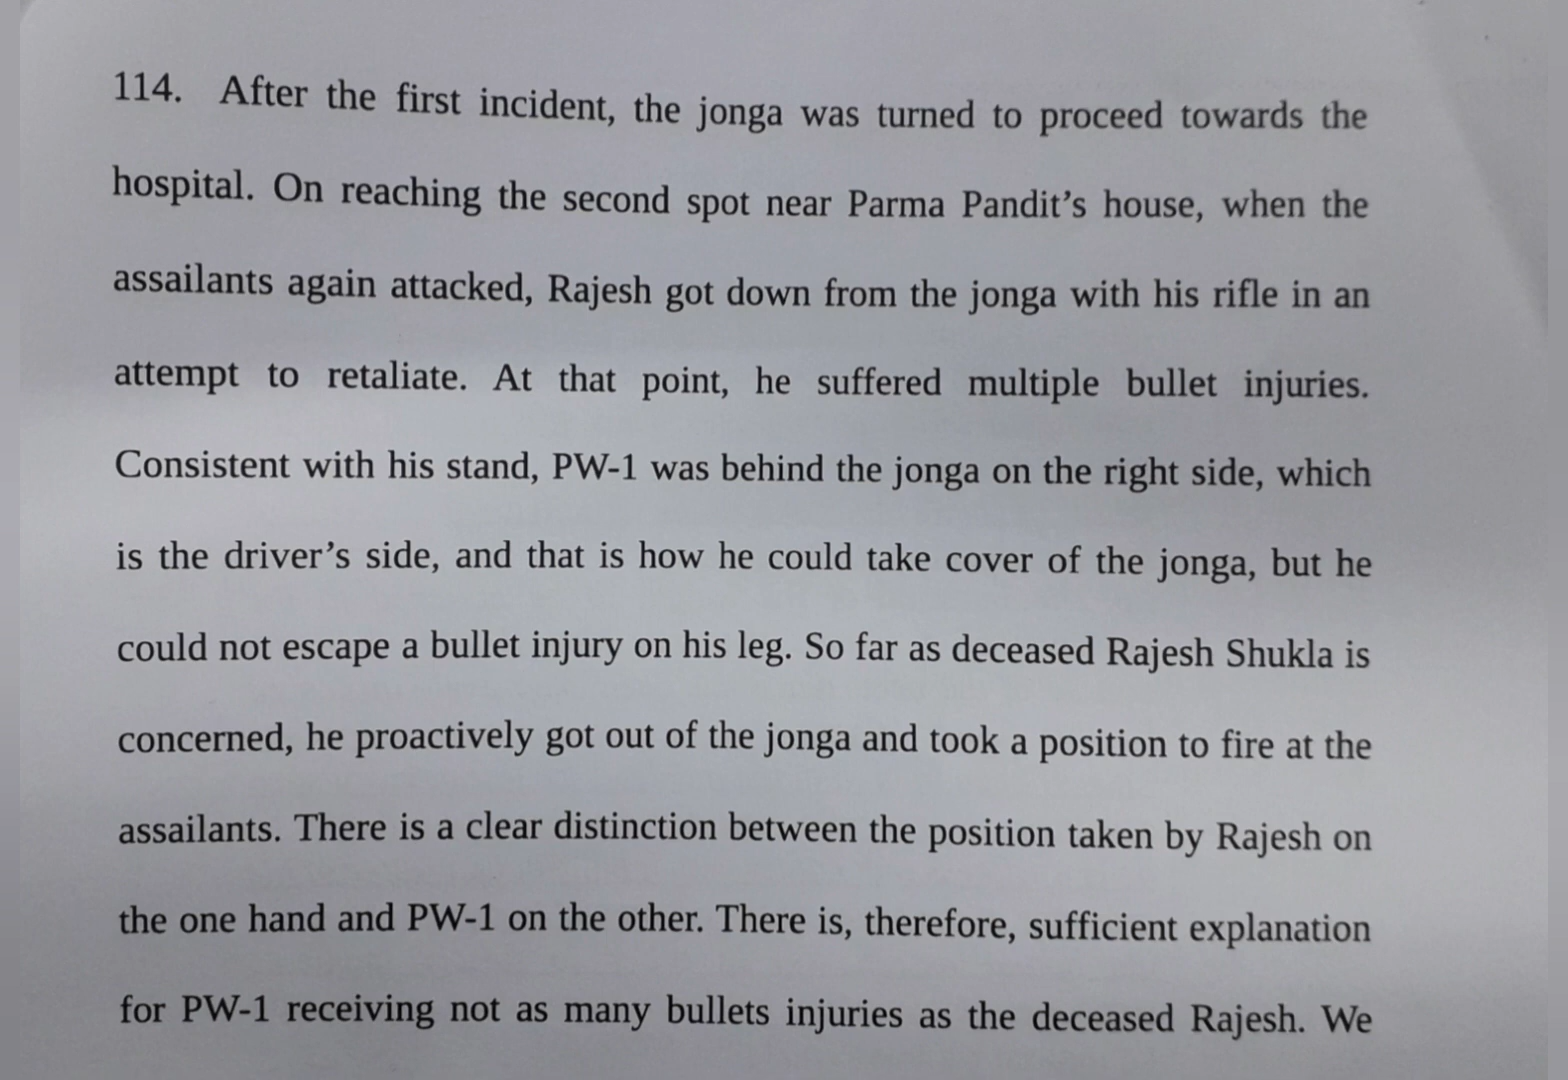 114. After the first incident, the jonga was turned to proceed towards the
hospital. On reaching the second spot near Parma Pandit’s house, when the
assailants again attacked, Rajesh got down from the jonga with his rifle in an
attempt to retaliate. At that point, he suffered multiple bullet injuries.
Consistent with his stand, PW-1 was behind the jonga on the right side, which
is the driver’s side, and that is how he could take cover of the jonga, but he
could not escape a bullet injury on his leg. So far as deceased Rajesh Shukla is
concerned, he proactively got out of the jonga and took a position to fire at the
assailants. There is a clear distinction between the position taken by Rajesh on
the one hand and PW-1 on the other. There is, therefore, sufficient explanation
for PW-1 receiving not as many bullets injuries as the deceased Rajesh. We